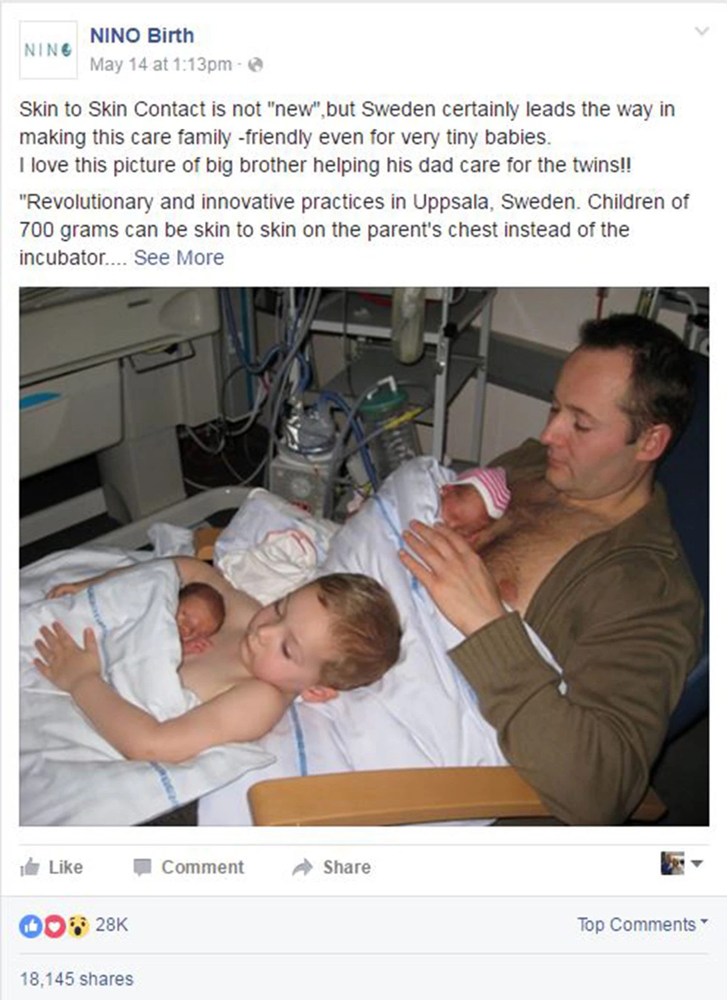 NINO
NINO Birth
May 14 at 1:13pm ·
Skin to Skin Contact is not "new",but Sweden certainly leads the way in
making this care family -friendly even for very tiny babies.
I love this picture of big brother helping his dad care for the twins!!
"Revolutionary and innovative practices in Uppsala, Sweden. Children of
700 grams can be skin to skin on the parent's chest instead of the
incubator.... See More
Like Comment Share
28K Top Comments
18,145 shares